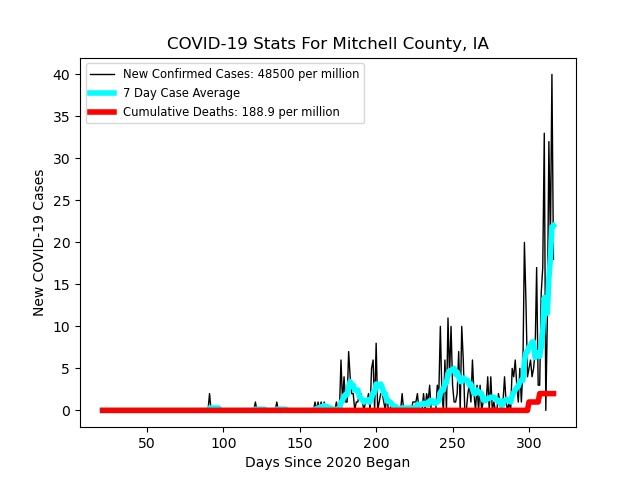 COVID-19 Stats For Mitchell County, IA
New Confirmed Cases: 48500 per million
7 Day Case Average
Cumulative Deaths: 188.9 per million
New COVID-19 Cases
40
35
30
25
20
15
10
5
0
50 100 150 200 250 300
Days Since 2020 Began